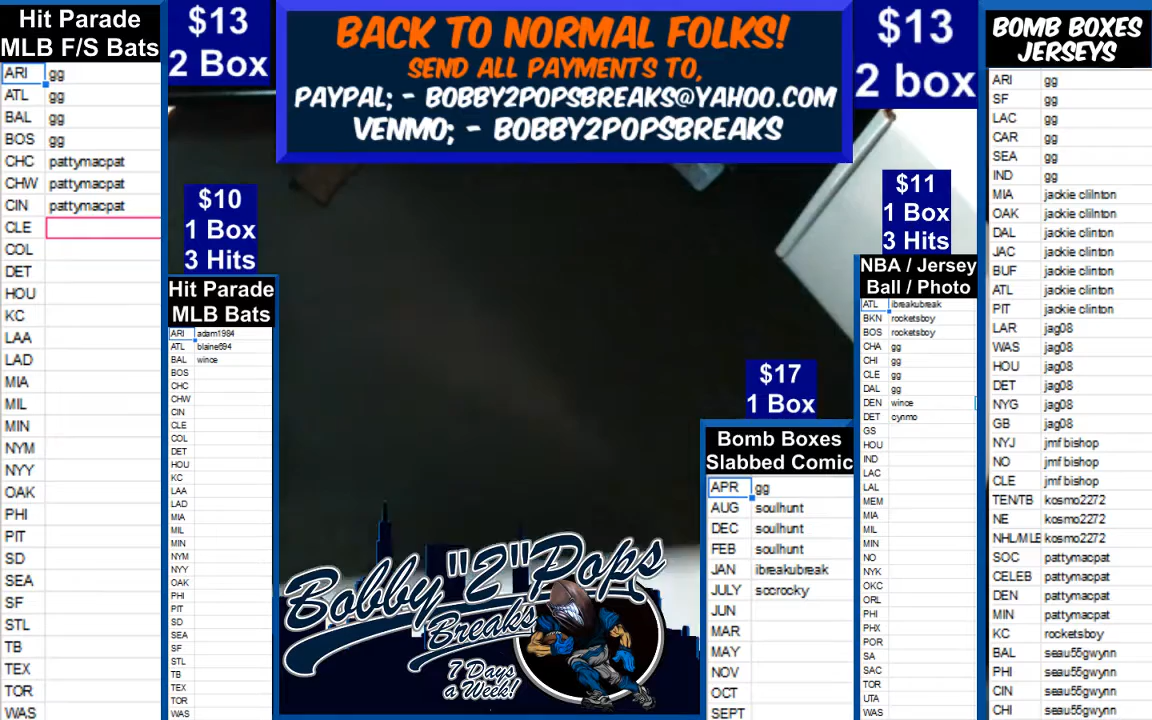 Hit Parade
MLB F/S Bats
ARI gg
ATL gg
BAL gg
BOS gg
CHC pattymacpat
CHW pattymacpat
CIN pattymacpat
CLE
COL
DET
HOU
KC
LAA
LAD
MIA
MIL
MIN
NYM
NYY
OAK
PHI
PIT
SD
SEA
SF
STL
TB
TEX
TOR
WAS
$13
2 Box
$10
1 Box
3 Hits
Hit Parade
MLB Bats
ARI adam1984
ATL blaine694
BAL wince
BOS
CHC
CHW
CIN
CLE
COL
DET
HOU
KC
LAA
LAD
MIA
MIL
MIN
NYM
NYY
OAK
PHI
PIT
SD
SEA
SF
STL
TB
TEX
TOR
WAS
BACK TO NORMAL FOLKS!
SEND ALL PAYMENTS TO,
PAYPAL; - BOBBY2POPSBREAKS@YAHOO.COM
VENMO; - BOBBY2POPSBREAKS
Bobby "2" Pops
Breaks
7 Days
a Week!
$17
1 Box
Bomb Boxes
Slabbed Comic
APR gg
AUG soulhunt
DEC soulhunt
FEB soulhunt
JAN ibreakubreak
JULY socrocky
JUN
MAR
MAY
NOV
OCT
SEPT
$13
2 box
$11
1 Box
3 Hits
NBA / Jersey
Ball / Photo
ATL ibreakubreak
BKN rocketsboy
BOS rocketsboy
CHA gg
CHI gg
CLE gg
DAL gg
DEN wince
DET cynmo
GS
HOU
IND
LAC
LAL
MEM
MIA
MIL
MIN
NO
NYK
OKC
ORL
PHI
PHX
POR
SA
SAC
TOR
UTA
WAS
BOMB BOXES
JERSEYS
ARI gg
SF gg
LAC gg
CAR gg
SEA gg
IND gg
MIA jackie clilnton
OAK jackie clinton
DAL jackie clinton
JAC jackie clinton
BUF jackie clinton
ATL jackie clinton
PIT jackie clinton
LAR jag08
WAS jag08
HOU jag08
DET jag08
NYG jag08
GB jag08
NYJ jmf bishop
NO jmf bishop
CLE jmf bishop
TEN/TB kosmo2272
NE kosmo2272
NHL/MLE kosmo2272
SOC pattymacpat
CELEB pattymacpat
DEN pattymacpat
MIN pattymacpat
KC rocketsboy
BAL seau55gwynn
PHI seau55gwynn
CIN seau55gwynn
CHI seau55gwynn